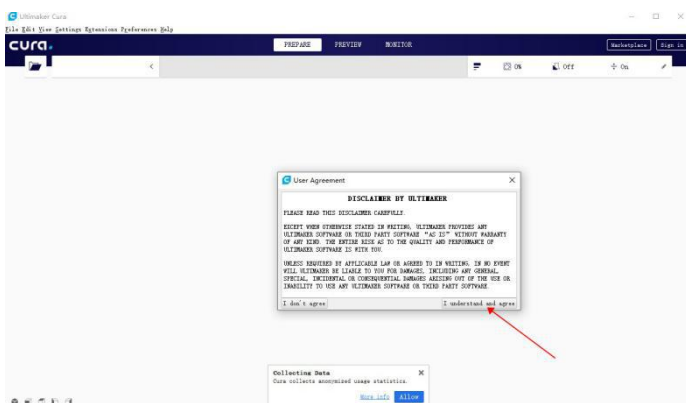 Ultimaker Cura
File Edit View Settings Extensions Preferences Help
cura.
PREPARE PREVIEW MONITOR
Marketplace Sign in
0% Off On
User Agreement
DISCLAIMER BY ULTIMAKER
PLEASE READ THIS DISCLAIMER CAREFULLY.
EXCEPT WHEN OTHERWISE STATED IN WRITING, ULTIMAKER PROVIDES ANY
ULTIMAKER SOFTWARE OR THIRD PARTY SOFTWARE "AS IS" WITHOUT WARRANTY
OF ANY KIND. THE ENTIRE RISK AS TO THE QUALITY AND PERFORMANCE OF
ULTIMAKER SOFTWARE IS WITH YOU.
UNLESS REQUIRED BY APPLICABLE LAW OR AGREED TO IN WRITING, IN NO EVENT
WILL ULTIMAKER BE LIABLE TO YOU FOR DAMAGES, INCLUDING ANY GENERAL,
SPECIAL, INCIDENTAL OR CONSEQUENTIAL DAMAGES ARISING OUT OF THE USE OR
INABILITY TO USE ANY ULTIMAKER SOFTWARE OR THIRD PARTY SOFTWARE.
I don't agree I understand and agree
Collecting Data
Cura collects anonymized usage statistics.
More info Allow